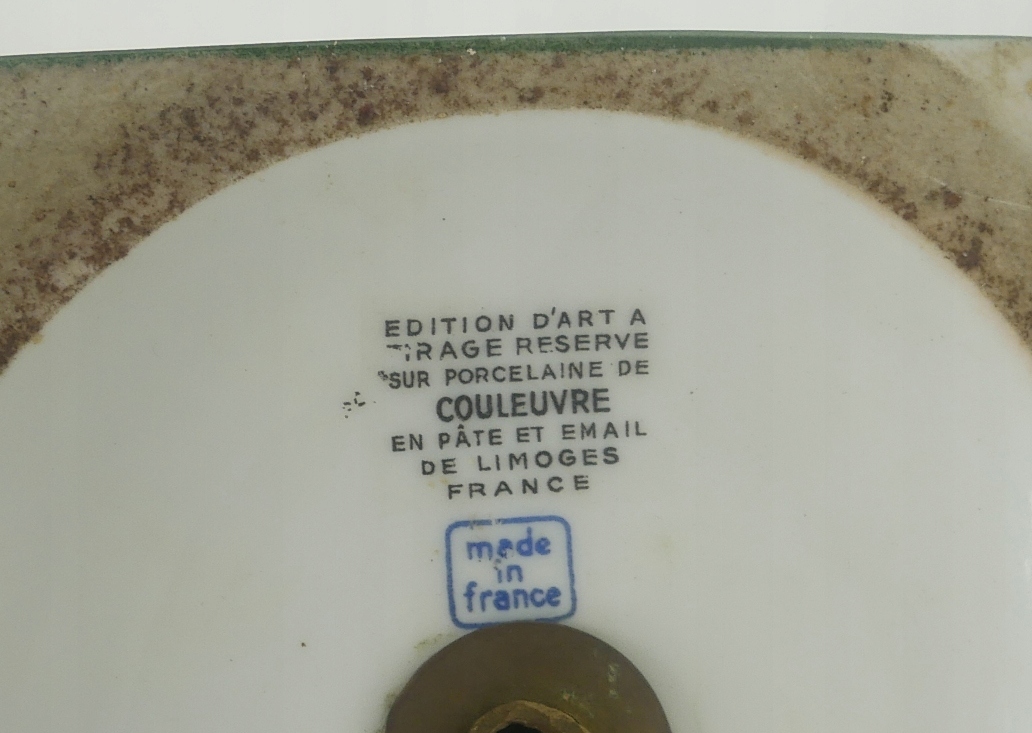 EDITION D'ART A
TIRAGE RESERVE
SUR PORCELAINE DE
COULEUVRE
EN PÂTE ET EMAIL
DE LIMOGES
FRANCE
made
in
france